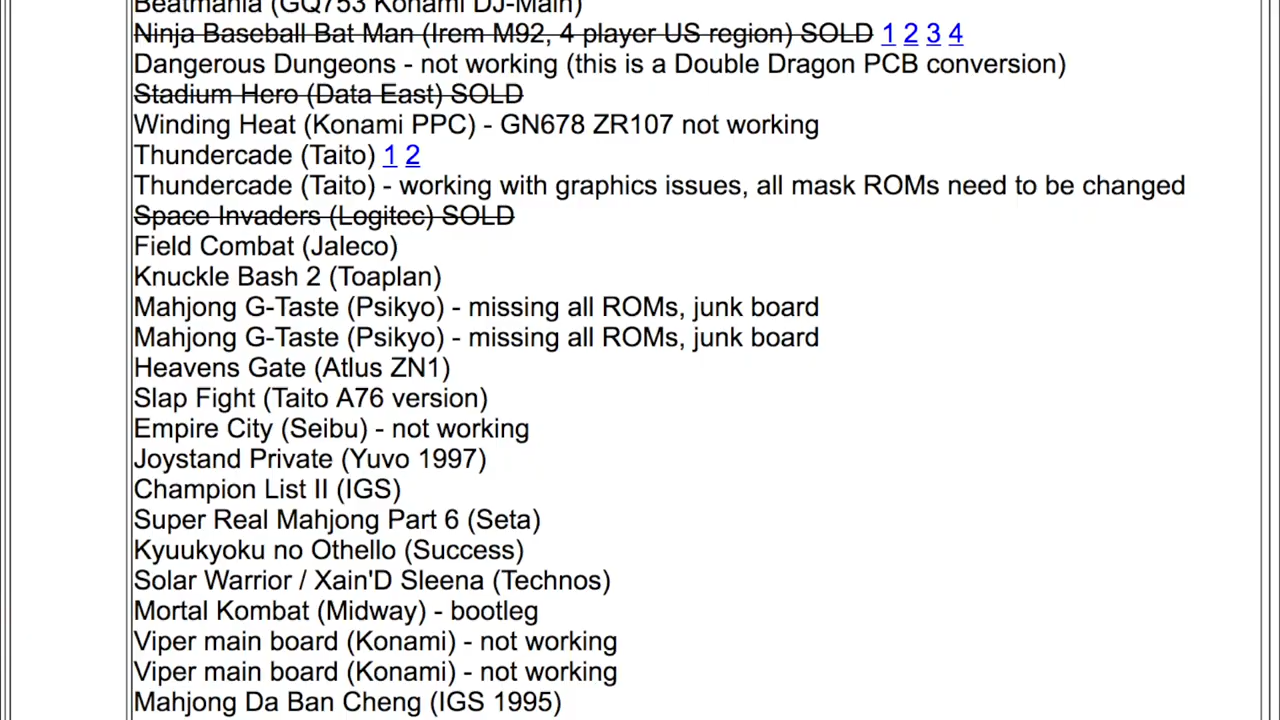 Beatmania (GQ753 Konami DJ-Main)
Ninja Baseball Bat Man (Irem M92, 4 player US region) SOLD 1 2 3 4
Dangerous Dungeons - not working (this is a Double Dragon PCB conversion)
Stadium Hero (Data East) SOLD
Winding Heat (Konami PPC) - GN678 ZR107 not working
Thundercade (Taito) 1 2
Thundercade (Taito) - working with graphics issues, all mask ROMs need to be changed
Space Invaders (Logitec) SOLD
Field Combat (Jaleco)
Knuckle Bash 2 (Toaplan)
Mahjong G-Taste (Psikyo) - missing all ROMs, junk board
Mahjong G-Taste (Psikyo) - missing all ROMs, junk board
Heavens Gate (Atlus ZN1)
Slap Fight (Taito A76 version)
Empire City (Seibu) - not working
Joystand Private (Yuvo 1997)
Champion List II (IGS)
Super Real Mahjong Part 6 (Seta)
Kyuukyoku no Othello (Success)
Solar Warrior / Xain'D Sleena (Technos)
Mortal Kombat (Midway) - bootleg
Viper main board (Konami) - not working
Viper main board (Konami) - not working
Mahjong Da Ban Cheng (IGS 1995)